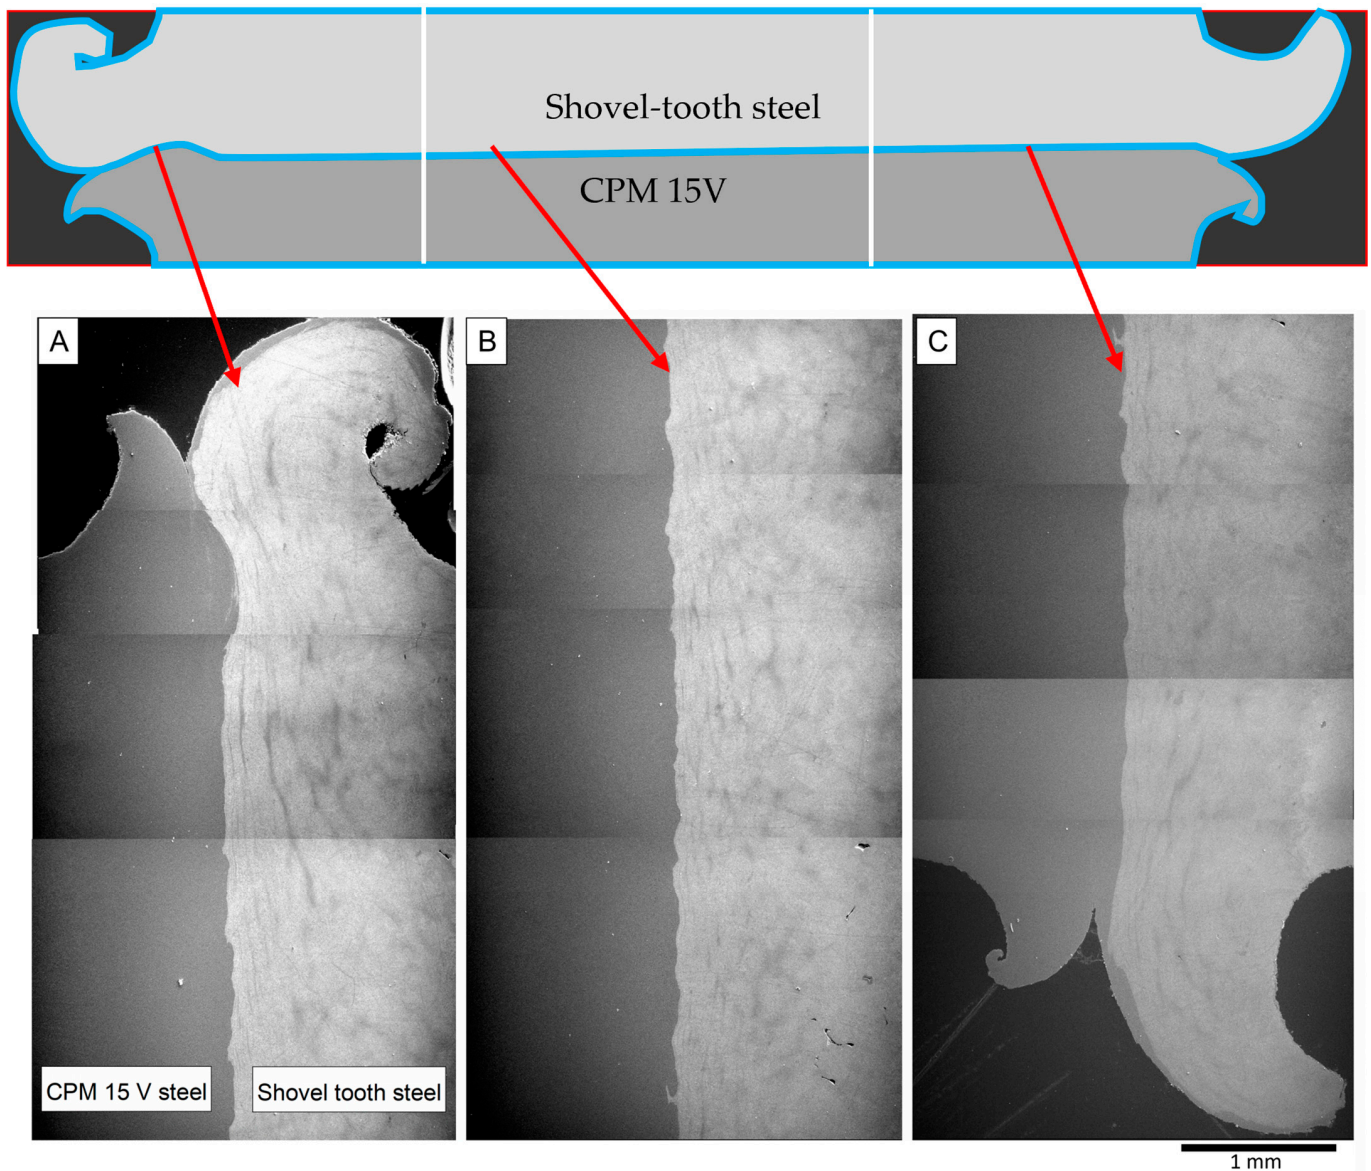 Shovel-tooth steel
CPM 15V
A
B
C
CPM 15 V steel
Shovel tooth steel
1 mm